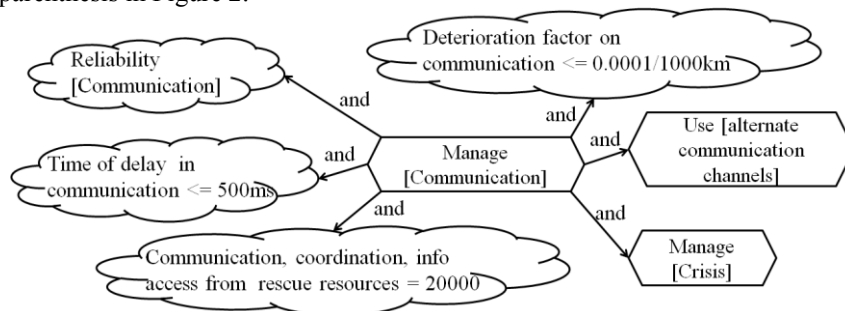 parenthesis in Figure 2.
Reliability
[Communication]
Deterioration factor on
communication <= 0.0001/1000km
and
and
Time of delay in
communication <= 500ms
and
Manage
[Communication]
and
Use [alternate
communication
channels]
and
and
Communication, coordination, info
access from rescue resources = 20000
Manage
[Crisis]